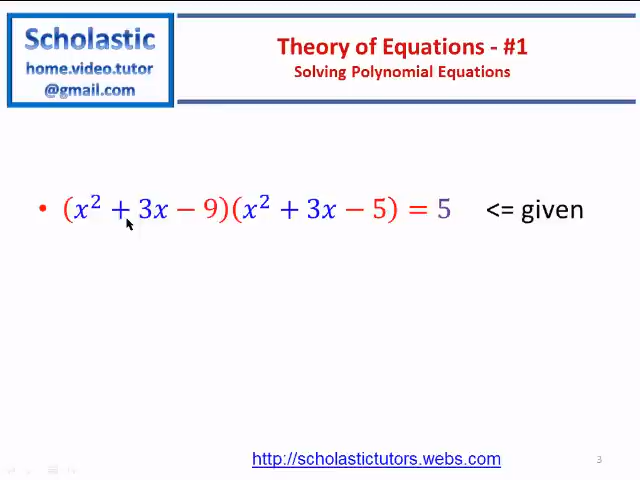 Scholastic
home.video.tutor
@gmail.com
Theory of Equations - #1
Solving Polynomial Equations
• (x² + 3x − 9)(x² + 3x − 5) = 5 <= given
http://scholastictutors.webs.com
3